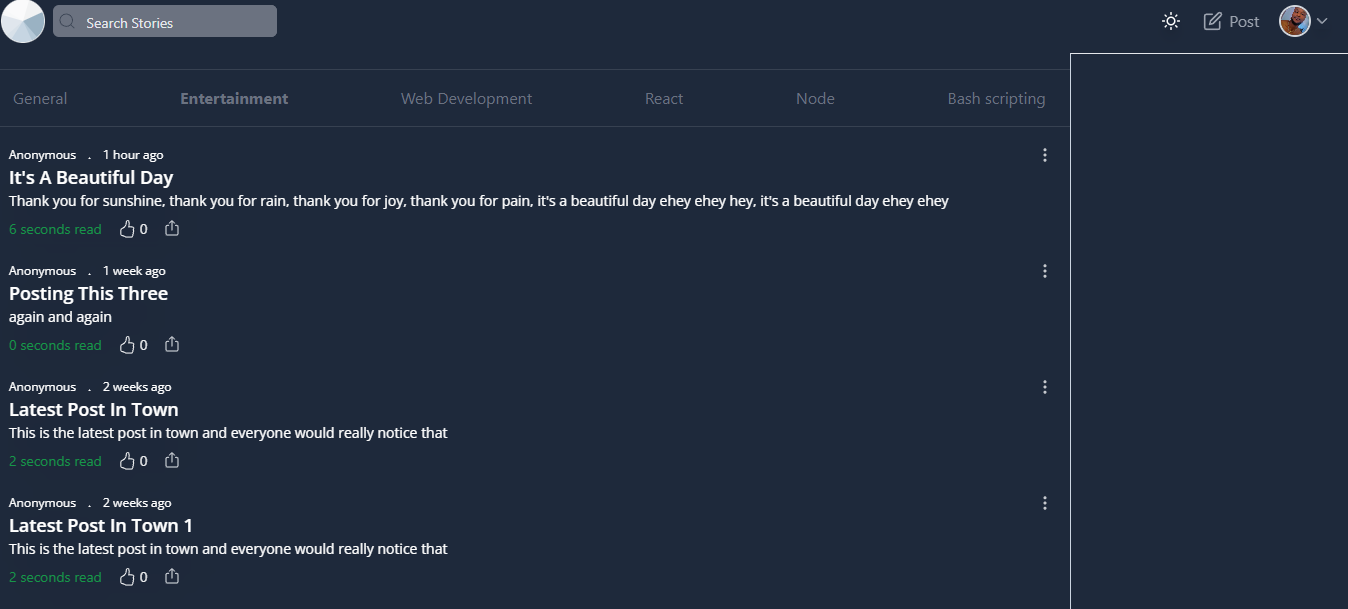 Search Stories
Post
General Entertainment Web Development React Node Bash scripting
Anonymous . 1 hour ago
It's A Beautiful Day
Thank you for sunshine, thank you for rain, thank you for joy, thank you for pain, it's a beautiful day ehey ehey hey, it's a beautiful day ehey ehey
6 seconds read 0
Anonymous . 1 week ago
Posting This Three
again and again
0 seconds read 0
Anonymous . 2 weeks ago
Latest Post In Town
This is the latest post in town and everyone would really notice that
2 seconds read 0
Anonymous . 2 weeks ago
Latest Post In Town 1
This is the latest post in town and everyone would really notice that
2 seconds read 0